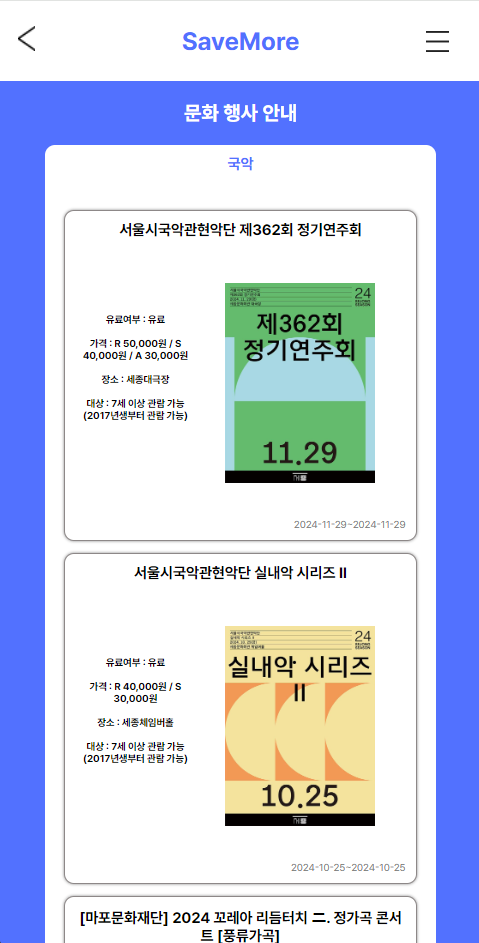 SaveMore
문화 행사 안내
국악
서울시국악관현악단 제362회 정기연주회
유료여부 : 유료
가격 : R 50,000원 / S
40,000원 / A 30,000원
장소 : 세종대극장
대상 : 7세 이상 관람 가능
(2017년생부터 관람 가능)
24
제362회
정기연주회
11.29
2024-11-29~2024-11-29
서울시국악관현악단 실내악 시리즈 II
유료여부 : 유료
가격 : R 40,000원 / S
30,000원
장소 : 세종체임버홀
대상 : 7세 이상 관람 가능
(2017년생부터 관람 가능)
24
실내악 시리즈
II
10.25
2024-10-25~2024-10-25
[마포문화재단] 2024 꼬레아 리듬터치 二. 정가곡 콘서
트 [풍류가곡]